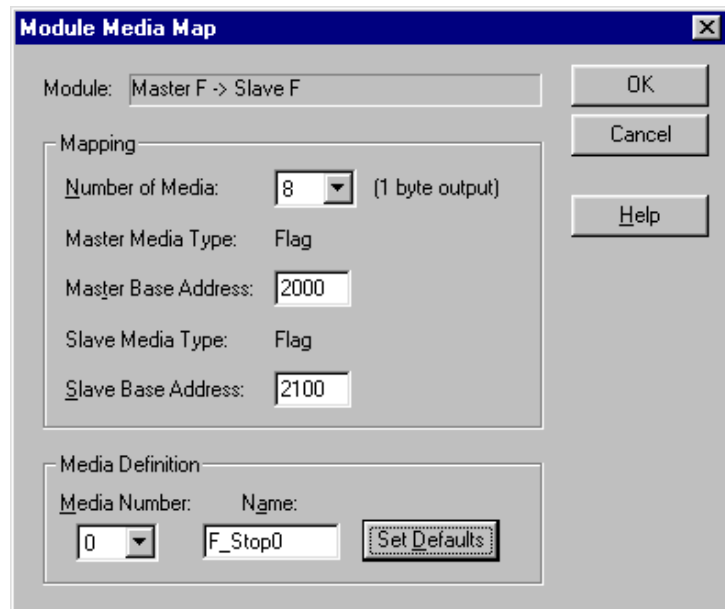 Module Media Map
Module: Master F -> Slave F
OK
Cancel
Help
Mapping
Number of Media: 8 (1 byte output)
Master Media Type: Flag
Master Base Address: 2000
Slave Media Type: Flag
Slave Base Address: 2100
Media Definition
Media Number: Name:
0 F_Stop0 Set Defaults